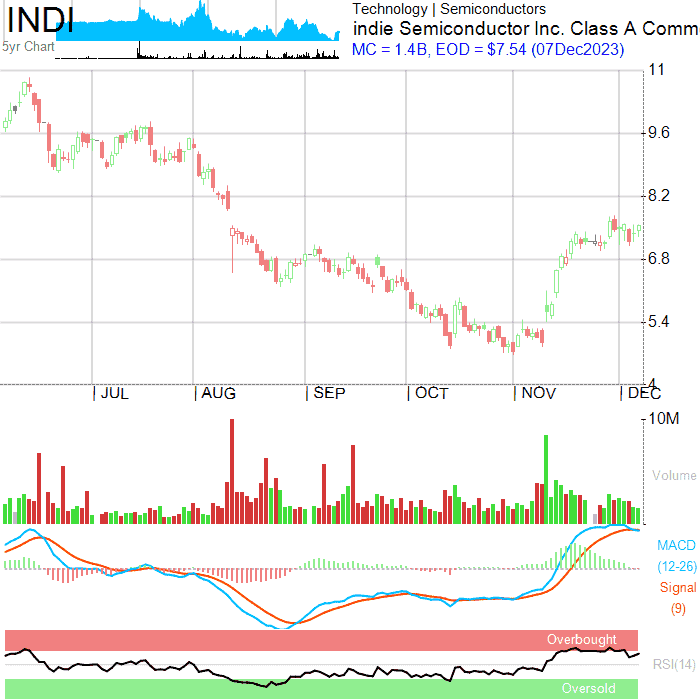 INDI
5yr Chart
Technology | Semiconductors
indie Semiconductor Inc. Class A Comm
MC = 1.4B, EOD = $7.54 (07Dec2023)
11
9.6
8.2
6.8
5.4
4
JUL AUG SEP OCT NOV DEC
10M
Volume
MACD
(12-26)
Signal
(9)
Overbought
RSI(14)
Oversold